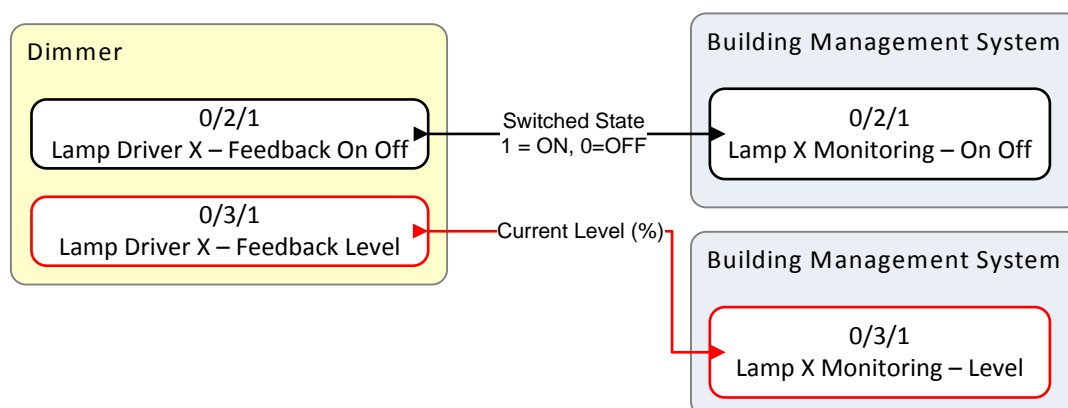 Dimmer
0/2/1
Lamp Driver X – Feedback On Off
0/3/1
Lamp Driver X – Feedback Level
Switched State
1 = ON, 0=OFF
Current Level (%)
Building Management System
0/2/1
Lamp X Monitoring – On Off
Building Management System
0/3/1
Lamp X Monitoring – Level